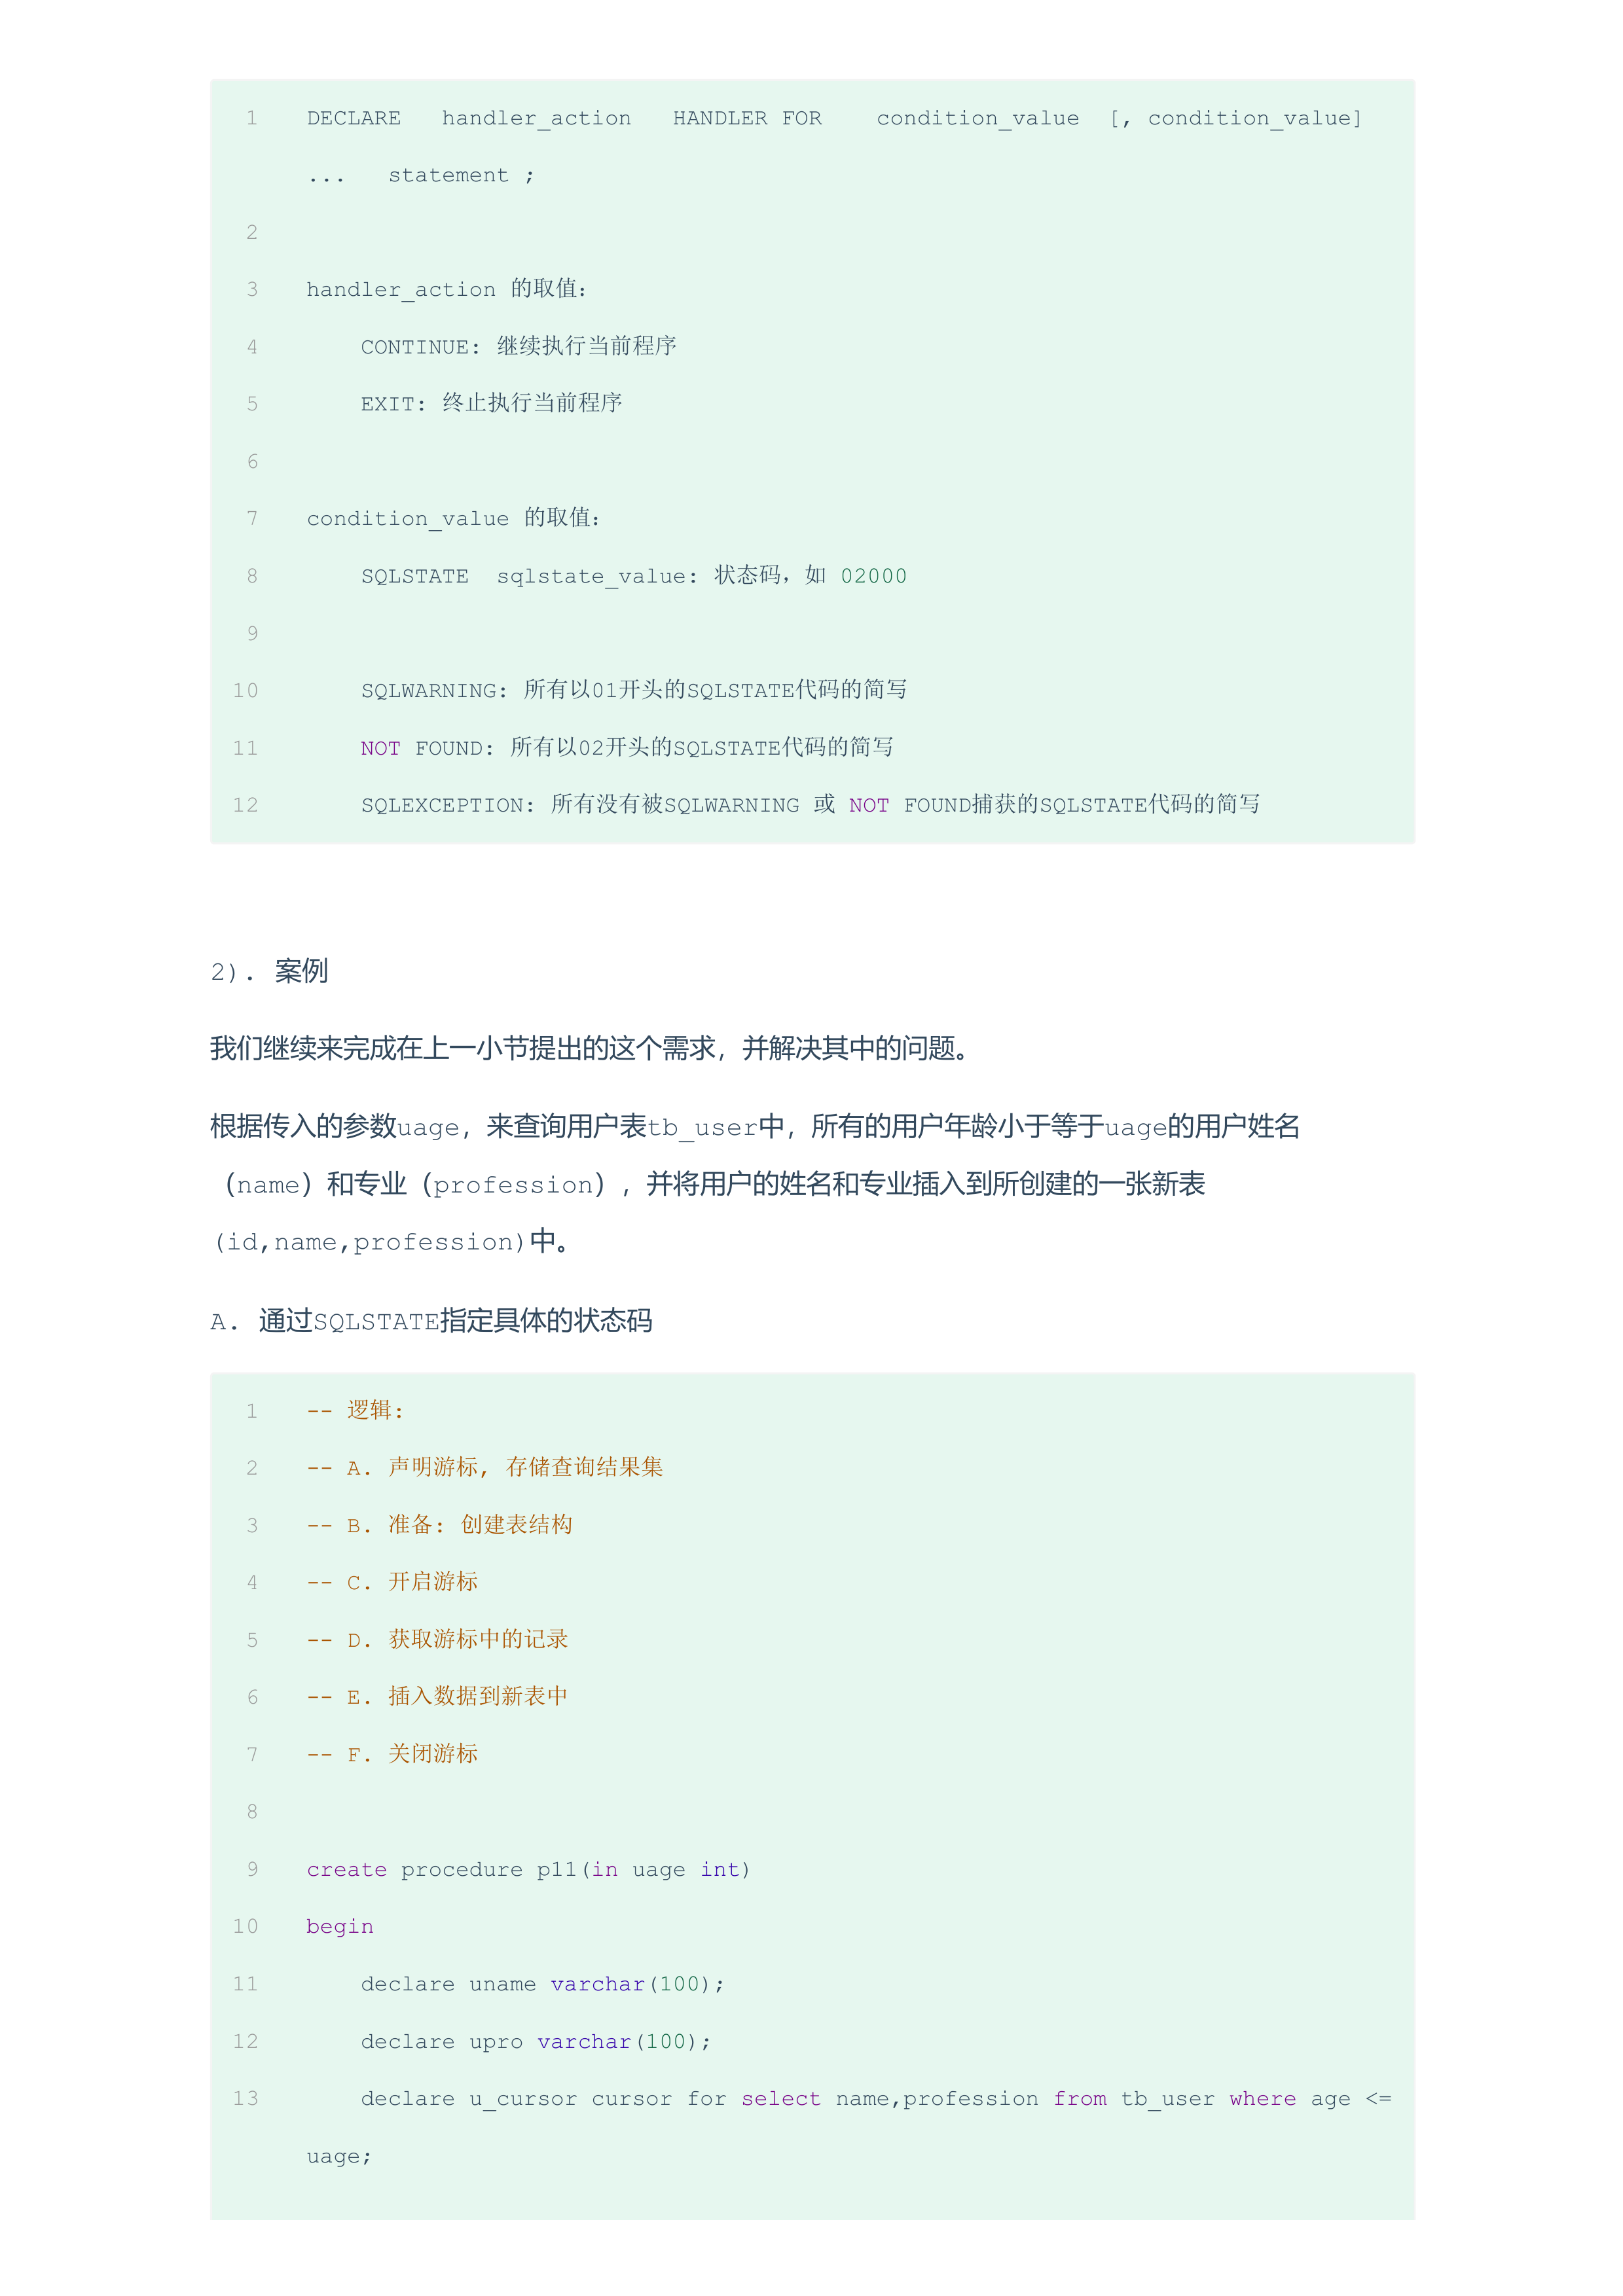 1 DECLARE handler_action HANDLER FOR condition_value [, condition_value]
... statement ;
2
3 handler_action 的取值：
4 CONTINUE: 继续执行当前程序
5 EXIT: 终止执行当前程序
6
7 condition_value 的取值：
8 SQLSTATE sqlstate_value: 状态码，如 02000
9
10 SQLWARNING: 所有以01开头的SQLSTATE代码的简写
11 NOT FOUND: 所有以02开头的SQLSTATE代码的简写
12 SQLEXCEPTION: 所有没有被SQLWARNING 或 NOT FOUND捕获的SQLSTATE代码的简写
2). 案例
我们继续来完成在上一小节提出的这个需求，并解决其中的问题。
根据传入的参数uage，来查询用户表tb_user中，所有的用户年龄小于等于uage的用户姓名
（name）和专业（profession），并将用户的姓名和专业插入到所创建的一张新表
(id,name,profession)中。
A. 通过SQLSTATE指定具体的状态码
1 -- 逻辑:
2 -- A. 声明游标, 存储查询结果集
3 -- B. 准备: 创建表结构
4 -- C. 开启游标
5 -- D. 获取游标中的记录
6 -- E. 插入数据到新表中
7 -- F. 关闭游标
8
9 create procedure p11(in uage int)
10 begin
11 declare uname varchar(100);
12 declare upro varchar(100);
13 declare u_cursor cursor for select name,profession from tb_user where age <=
uage;